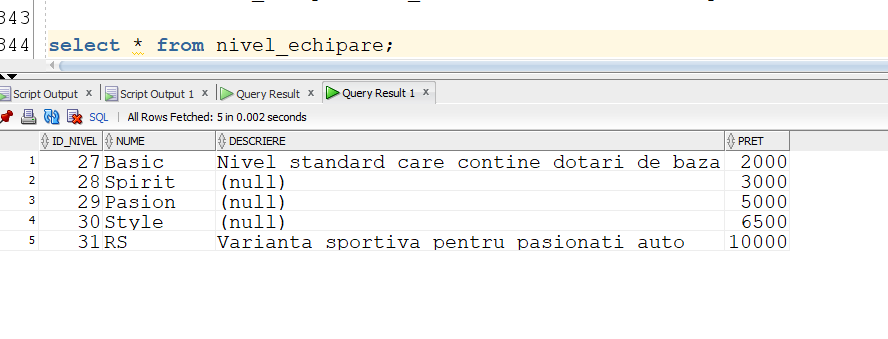 343
344 select * from nivel_echipare;
Script Output x Script Output 1 x Query Result x Query Result 1 x
SQL | All Rows Fetched: 5 in 0.002 seconds
ID_NIVEL NUME DESCRIERE PRET
1 27 Basic Nivel standard care contine dotari de baza 2000
2 28 Spirit (null) 3000
3 29 Pasion (null) 5000
4 30 Style (null) 6500
5 31 RS Varianta sportiva pentru pasionati auto 10000